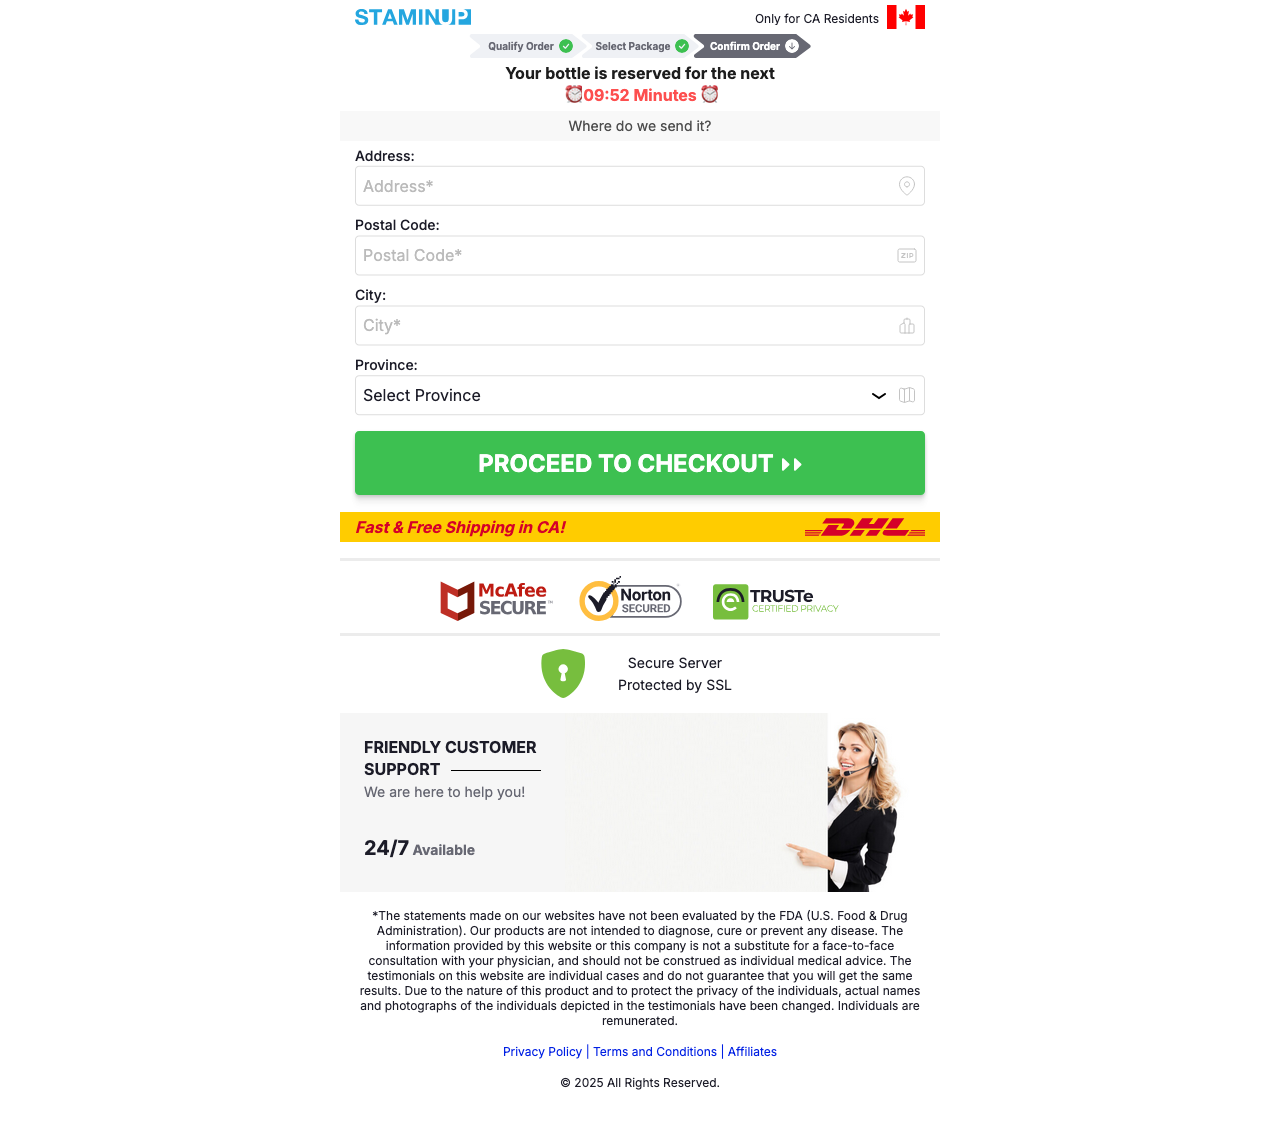 STAMINUP
Only for CA Residents
Qualify Order
Select Package
Confirm Order
Your bottle is reserved for the next
09:52 Minutes
Where do we send it?
Address:
Address*
Postal Code:
Postal Code*
ZIP
City:
City*
Province:
Select Province
PROCEED TO CHECKOUT
Fast & Free Shipping in CA!
DHL
McAfee
SECURE™
Norton
SECURED
TRUSTe
CERTIFIED PRIVACY
Secure Server
Protected by SSL
FRIENDLY CUSTOMER
SUPPORT
We are here to help you!
24/7 Available
*The statements made on our websites have not been evaluated by the FDA (U.S. Food & Drug
Administration). Our products are not intended to diagnose, cure or prevent any disease. The
information provided by this website or this company is not a substitute for a face-to-face
consultation with your physician, and should not be construed as individual medical advice. The
testimonials on this website are individual cases and do not guarantee that you will get the same
results. Due to the nature of this product and to protect the privacy of the individuals, actual names
and photographs of the individuals depicted in the testimonials have been changed. Individuals are
remunerated.
Privacy Policy | Terms and Conditions | Affiliates
© 2025 All Rights Reserved.